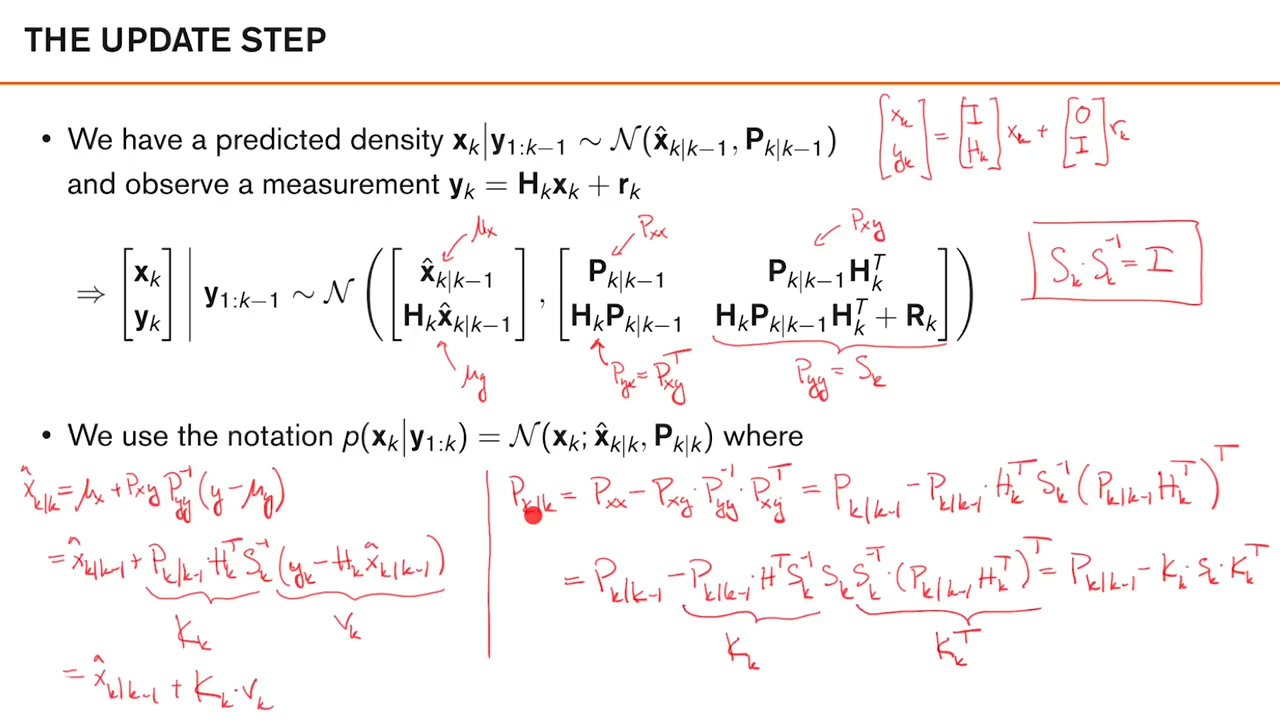 THE UPDATE STEP
• We have a predicted density x_k|y_{1:k−1} ∼ N(x̂_{k|k−1}, P_{k|k−1})
and observe a measurement y_k = H_k x_k + r_k
[x_k; y_k] = [I; H_k] x_k + [0; I] r_k
μ_x P_xx P_xy
⇒ [x_k; y_k] | y_{1:k−1} ∼ N([x̂_{k|k−1}; H_k x̂_{k|k−1}], [P_{k|k−1} P_{k|k−1}H_k^T; H_k P_{k|k−1} H_k P_{k|k−1}H_k^T + R_k])
S_k · S_k^{-1} = I
μ_y P_yx = P_xy^T P_yy = S_k
• We use the notation p(x_k|y_{1:k}) = N(x_k; x̂_{k|k}, P_{k|k}) where
x̂_{k|k} = μ_x + P_xy P_yy^{-1} (y − μ_y)
= x̂_{k|k-1} + P_{k|k-1} · H_k^T S_k^{-1} (y_k − H_k x̂_{k|k-1})
K_k v_k
= x̂_{k|k-1} + K_k · v_k
P_{k|k} = P_xx − P_xy · P_yy^{-1} · P_xy^T = P_{k|k-1} − P_{k|k-1} · H_k^T S_k^{-1} (P_{k|k-1} H_k^T)^T
= P_{k|k-1} − P_{k|k-1} · H^T S_k^{-1} S_k S_k^{-T} · (P_{k|k-1} H_k^T)^T = P_{k|k-1} − K_k · S_k · K_k^T
K_k K_k^T